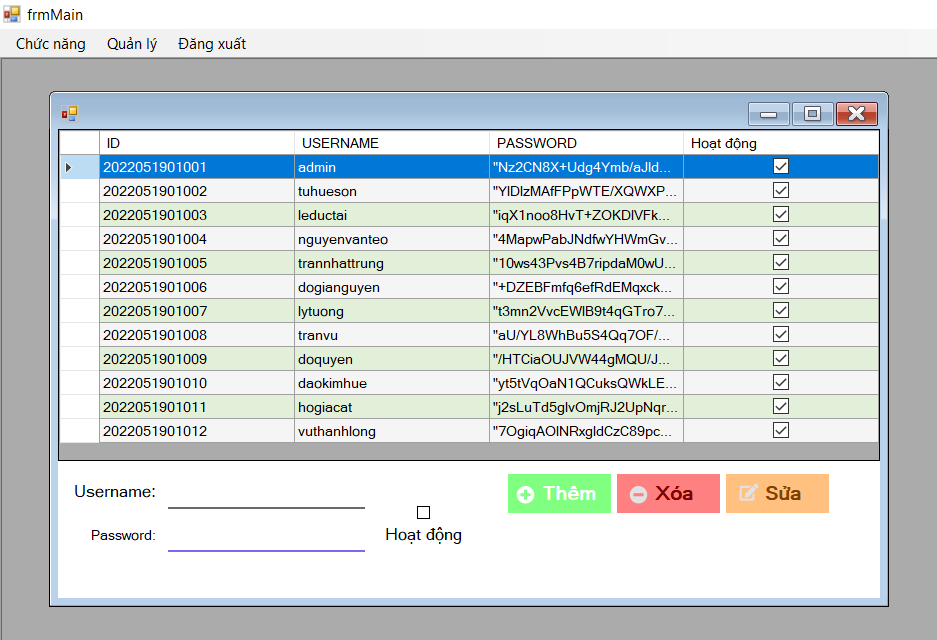 frmMain
Chức năng Quản lý Đăng xuất
ID USERNAME PASSWORD Hoạt động
2022051901001 admin "Nz2CN8X+Udg4Ymb/aJld...
2022051901002 tuhueson "YlDlzMAfFPpWTE/XQWXP...
2022051901003 leductai "iqX1noo8HvT+ZOKDlVFk...
2022051901004 nguyenvanteo "4MapwPabJNdfwYHWmGv...
2022051901005 trannhattrung "10ws43Pvs4B7ripdaM0wU...
2022051901006 dogianguyen "+DZEBFmfq6efRdEMqxck...
2022051901007 lytuong "t3mn2VvcEWlB9t4qGTro7...
2022051901008 tranvu "aU/YL8WhBu5S4Qq7OF/...
2022051901009 doquyen "/HTCiaOUJVW44gMQU/J...
2022051901010 daokimhue "yt5tVqOaN1QCuksQWkLE...
2022051901011 hogiacat "j2sLuTd5glvOmjRJ2UpNqr...
2022051901012 vuthanhlong "7OgiqAOlNRxgldCzC89pc...
Username:
Thêm Xóa Sửa
Password:
Hoạt động